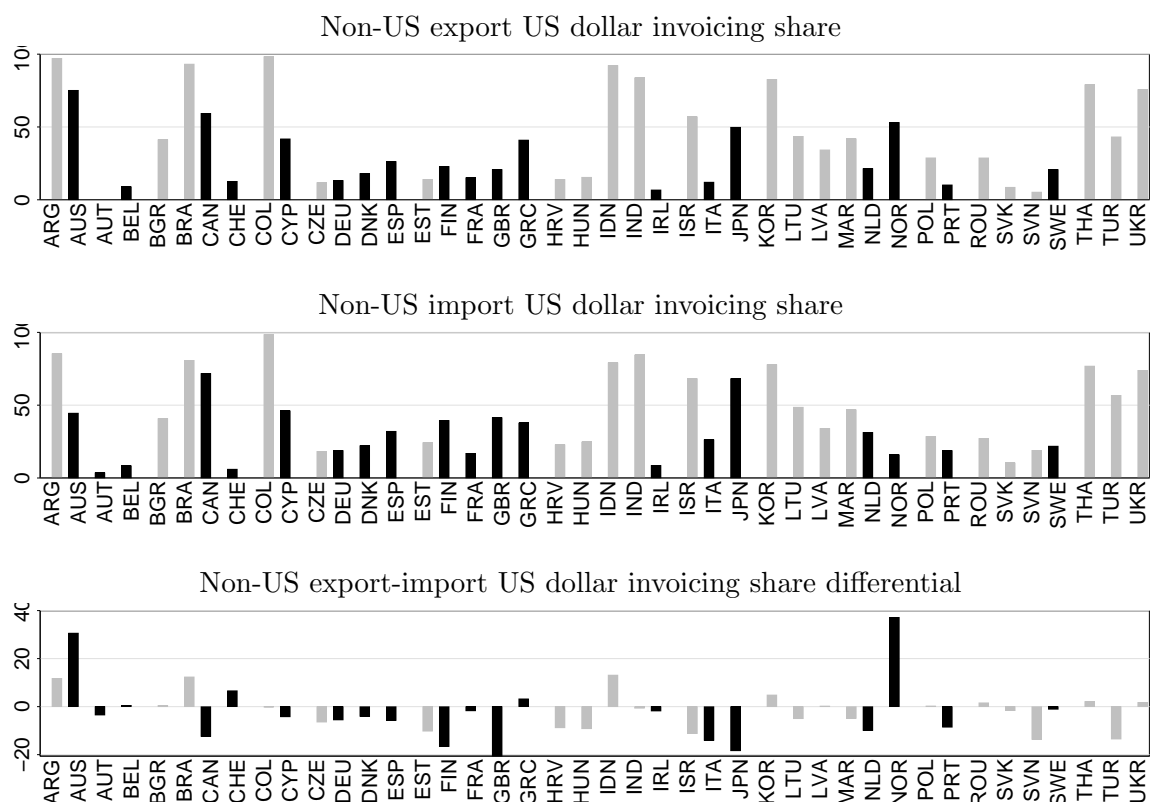 Non-US export US dollar invoicing share
10
50
0
ARG AUS AUT BEL BGR BRA CAN CHE COL CYP CZE DEU DNK ESP EST FIN FRA GBR GRC HRV HUN IDN IND IRL ISR ITA JPN KOR LTU LVA MAR NLD NOR POL PRT ROU SVK SVN SWE THA TUR UKR
Non-US import US dollar invoicing share
10
50
0
ARG AUS AUT BEL BGR BRA CAN CHE COL CYP CZE DEU DNK ESP EST FIN FRA GBR GRC HRV HUN IDN IND IRL ISR ITA JPN KOR LTU LVA MAR NLD NOR POL PRT ROU SVK SVN SWE THA TUR UKR
Non-US export-import US dollar invoicing share differential
40
20
0
−20
ARG AUS AUT BEL BGR BRA CAN CHE COL CYP CZE DEU DNK ESP EST FIN FRA GBR GRC HRV HUN IDN IND IRL ISR ITA JPN KOR LTU LVA MAR NLD NOR POL PRT ROU SVK SVN SWE THA TUR UKR